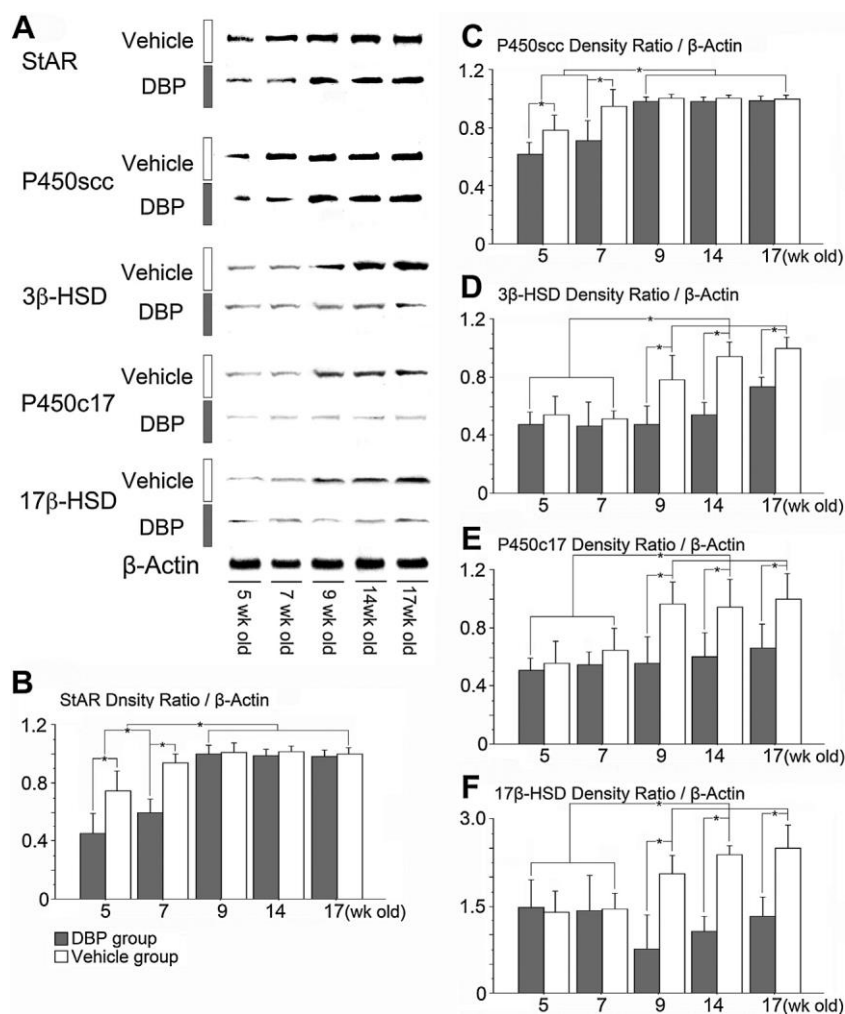 A
StAR
Vehicle
DBP
P450scc
Vehicle
DBP
3β-HSD
Vehicle
DBP
P450c17
Vehicle
DBP
17β-HSD
Vehicle
DBP
β-Actin
5 wk old
7 wk old
9 wk old
14wk old
17wk old
B
StAR Dnsity Ratio / β-Actin
1.2
0.8
0.4
0
* * * *
5 7 9 14 17(wk old)
DBP group
Vehicle group
C
P450scc Density Ratio / β-Actin
1.2
0.8
0.4
0
* * *
5 7 9 14 17(wk old)
D
3β-HSD Density Ratio / β-Actin
1.2
0.8
0.4
0
* * * *
5 7 9 14 17(wk old)
E
P450c17 Density Ratio / β-Actin
1.2
0.8
0.4
0
* * * *
5 7 9 14 17(wk old)
F
17β-HSD Density Ratio / β-Actin
3.0
1.5
0
* * * *
5 7 9 14 17(wk old)